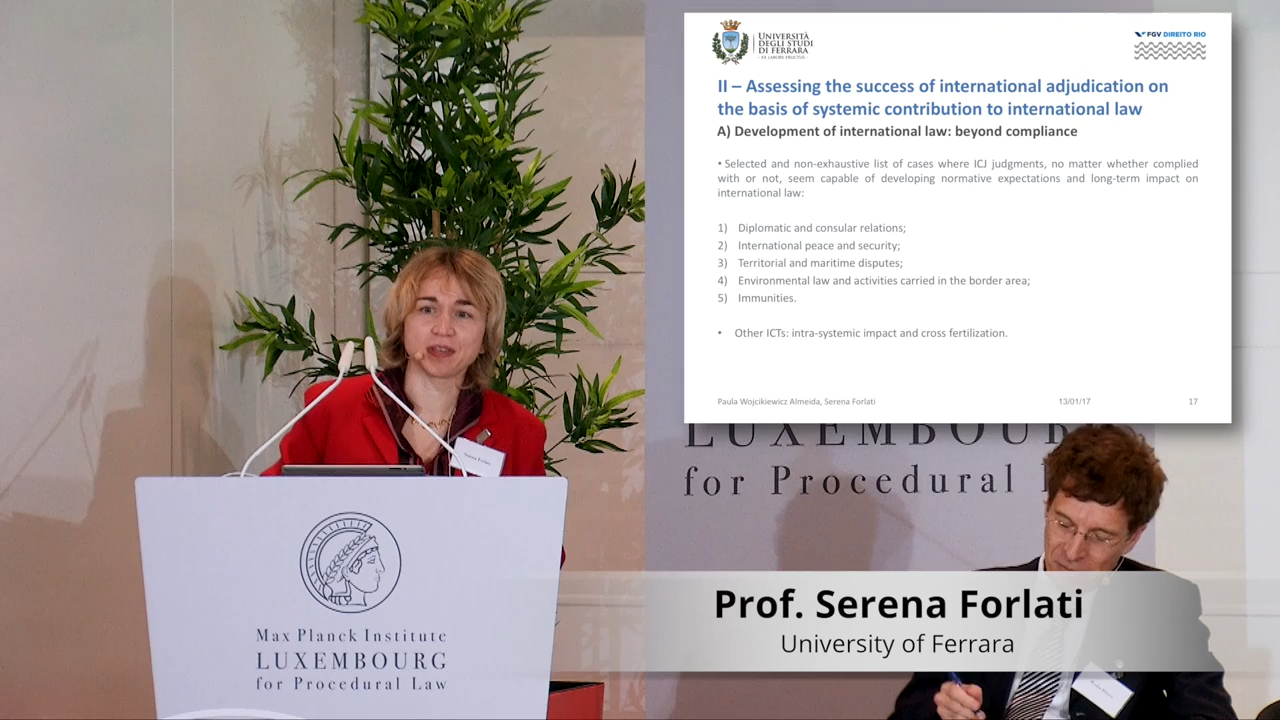 UNIVERSITÀ
DEGLI STUDI
DI FERRARA
- EX LABORE FRUCTUS -
FGV DIREITO RIO
II – Assessing the success of international adjudication on
the basis of systemic contribution to international law
A) Development of international law: beyond compliance
• Selected and non-exhaustive list of cases where ICJ judgments, no matter whether complied
with or not, seem capable of developing normative expectations and long-term impact on
international law:
1) Diplomatic and consular relations;
2) International peace and security;
3) Territorial and maritime disputes;
4) Environmental law and activities carried in the border area;
5) Immunities.
• Other ICTs: intra-systemic impact and cross fertilization.
Paula Wojcikiewicz Almeida, Serena Forlati 13/01/17 17
LUXEMBOUR
for Procedural
Serena Forlati
Max Planck Institute
LUXEMBOURG
for Procedural Law
Prof. Serena Forlati
University of Ferrara